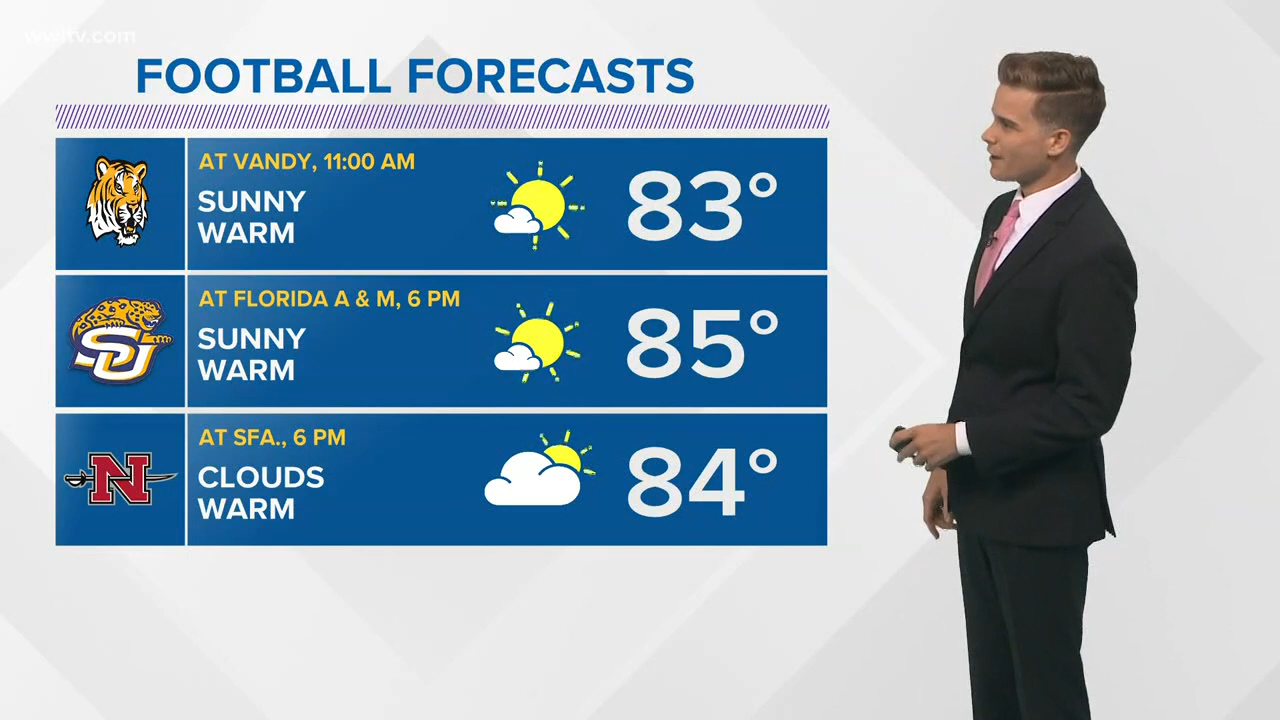 wwltv.com
FOOTBALL FORECASTS
AT VANDY, 11:00 AM
SUNNY
WARM
83°
AT FLORIDA A & M, 6 PM
SUNNY
WARM
85°
SU
AT SFA., 6 PM
CLOUDS
WARM
84°
N